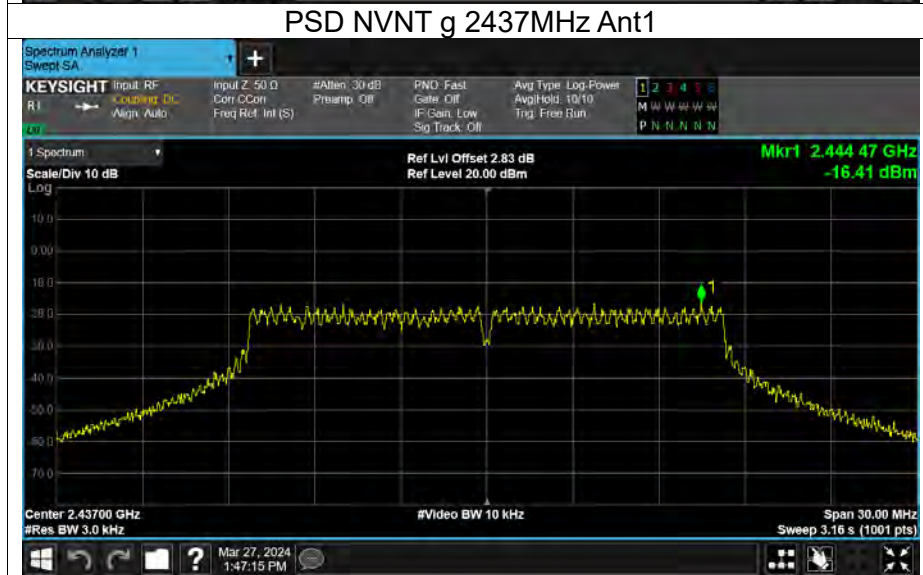 PSD NVNT g 2437MHz Ant1
Spectrum Analyzer 1
Swept SA
+
KEYSIGHT Input: RF Input Z: 50 Ω #Atten: 30 dB PNO: Fast Avg Type: Log-Power 1 2 3 4 5 6
Coupling: DC Corr CCorr Preamp: Off Gate: Off Avg|Hold: 10/10 M W W W W W
Align: Auto Freq Ref: Int (S) IF Gain: Low Trig: Free Run
Sig Track: Off P N N N N N
1 Spectrum Ref Lvl Offset 2.83 dB Mkr1 2.444 47 GHz
Scale/Div 10 dB Ref Level 20.00 dBm -16.41 dBm
Log
10.0
0.00
-10.0
-20.0
-30.0
-40.0
-50.0
-60.0
-70.0
1
Center 2.43700 GHz #Video BW 10 kHz Span 30.00 MHz
#Res BW 3.0 kHz Sweep 3.16 s (1001 pts)
? Mar 27, 2024
1:47:15 PM